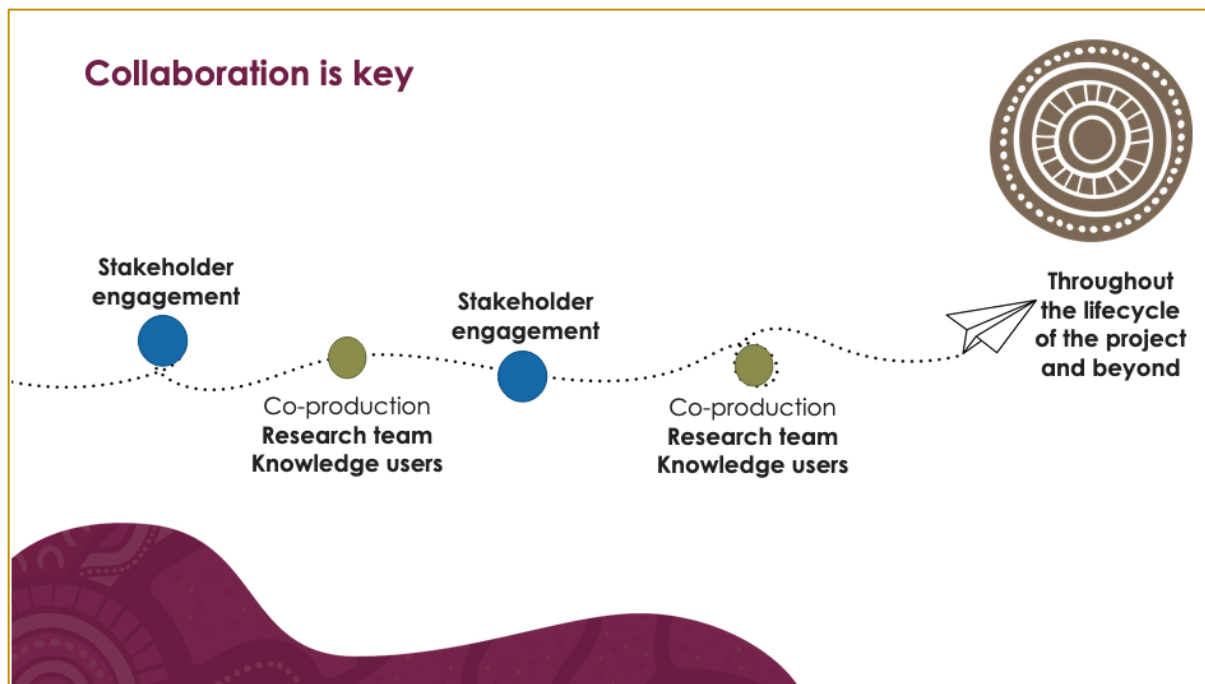 Collaboration is key
Stakeholder
engagement
Co-production
Research team
Knowledge users
Stakeholder
engagement
Co-production
Research team
Knowledge users
Throughout
the lifecycle
of the project
and beyond